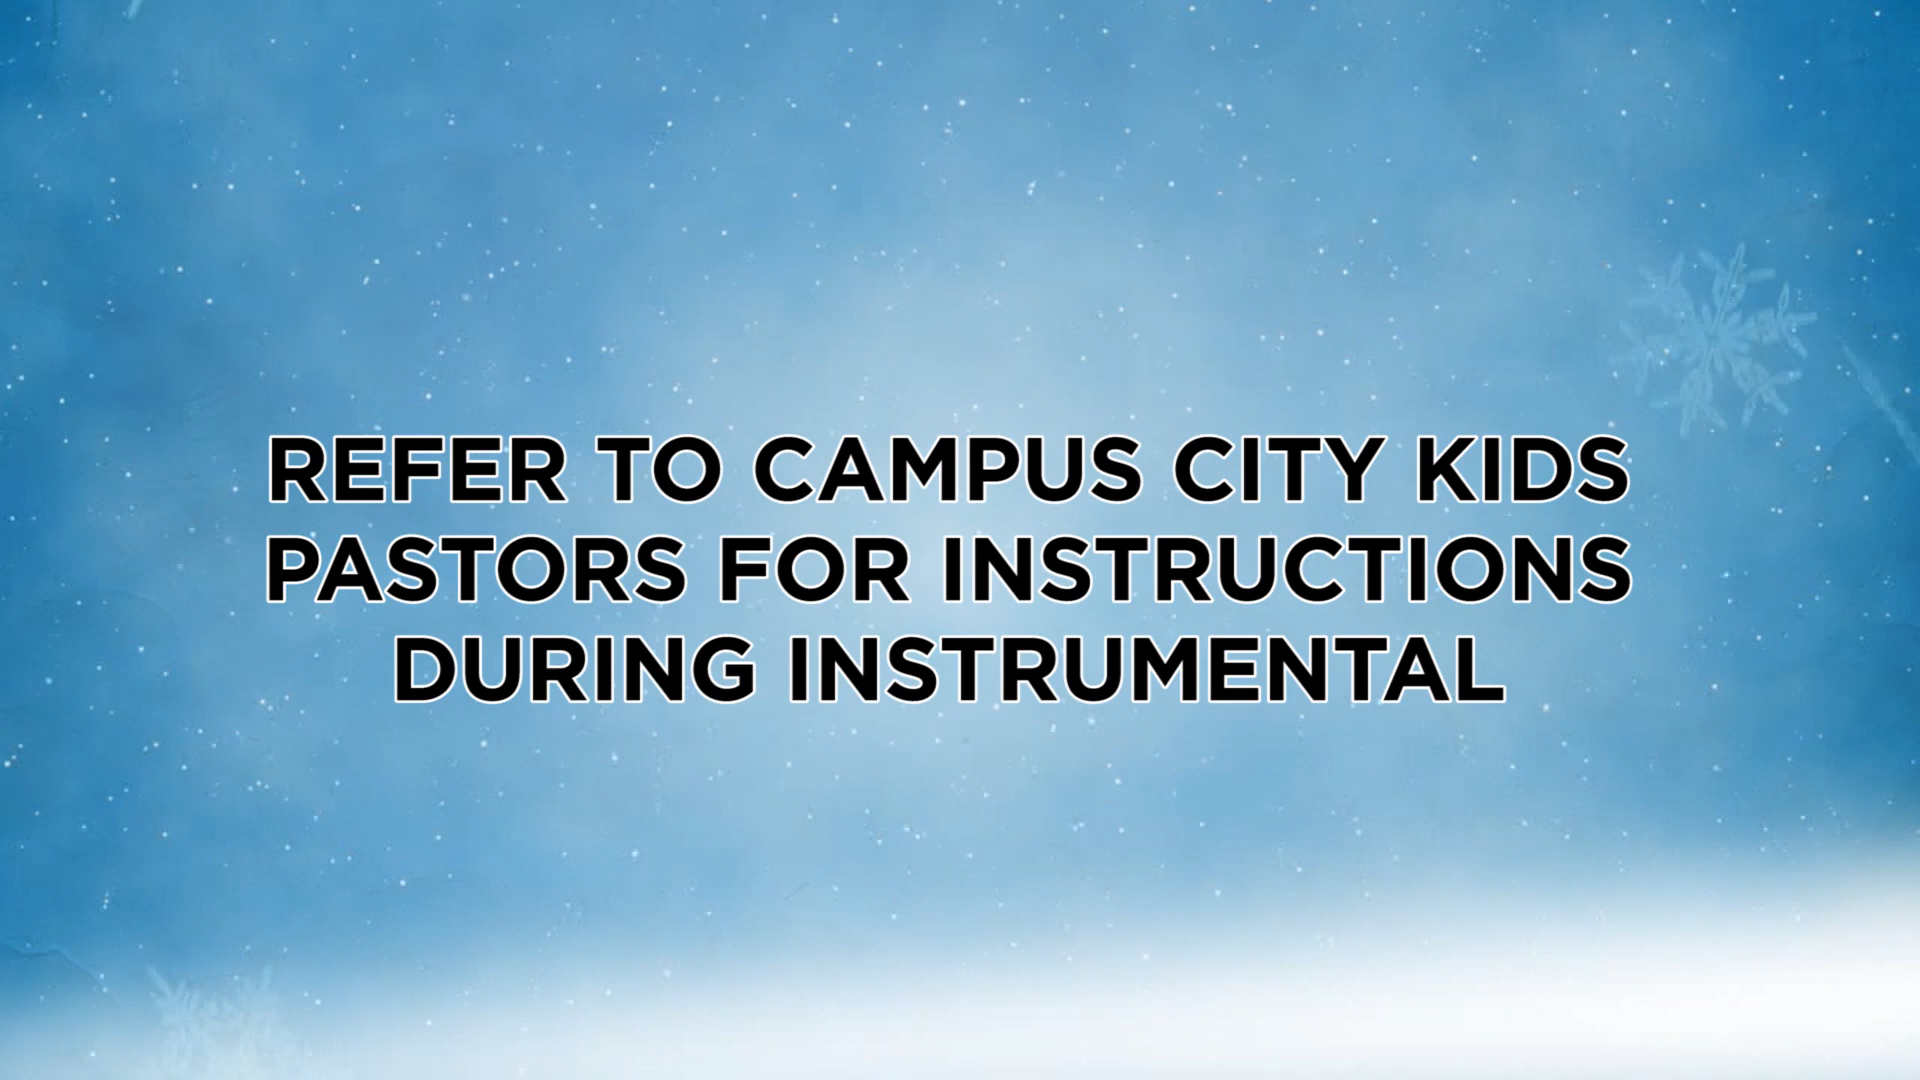 REFER TO CAMPUS CITY KIDS
PASTORS FOR INSTRUCTIONS
DURING INSTRUMENTAL